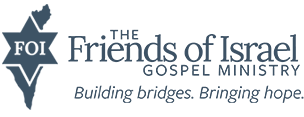 FOI
THE
Friends of Israel
GOSPEL MINISTRY
Building bridges. Bringing hope.